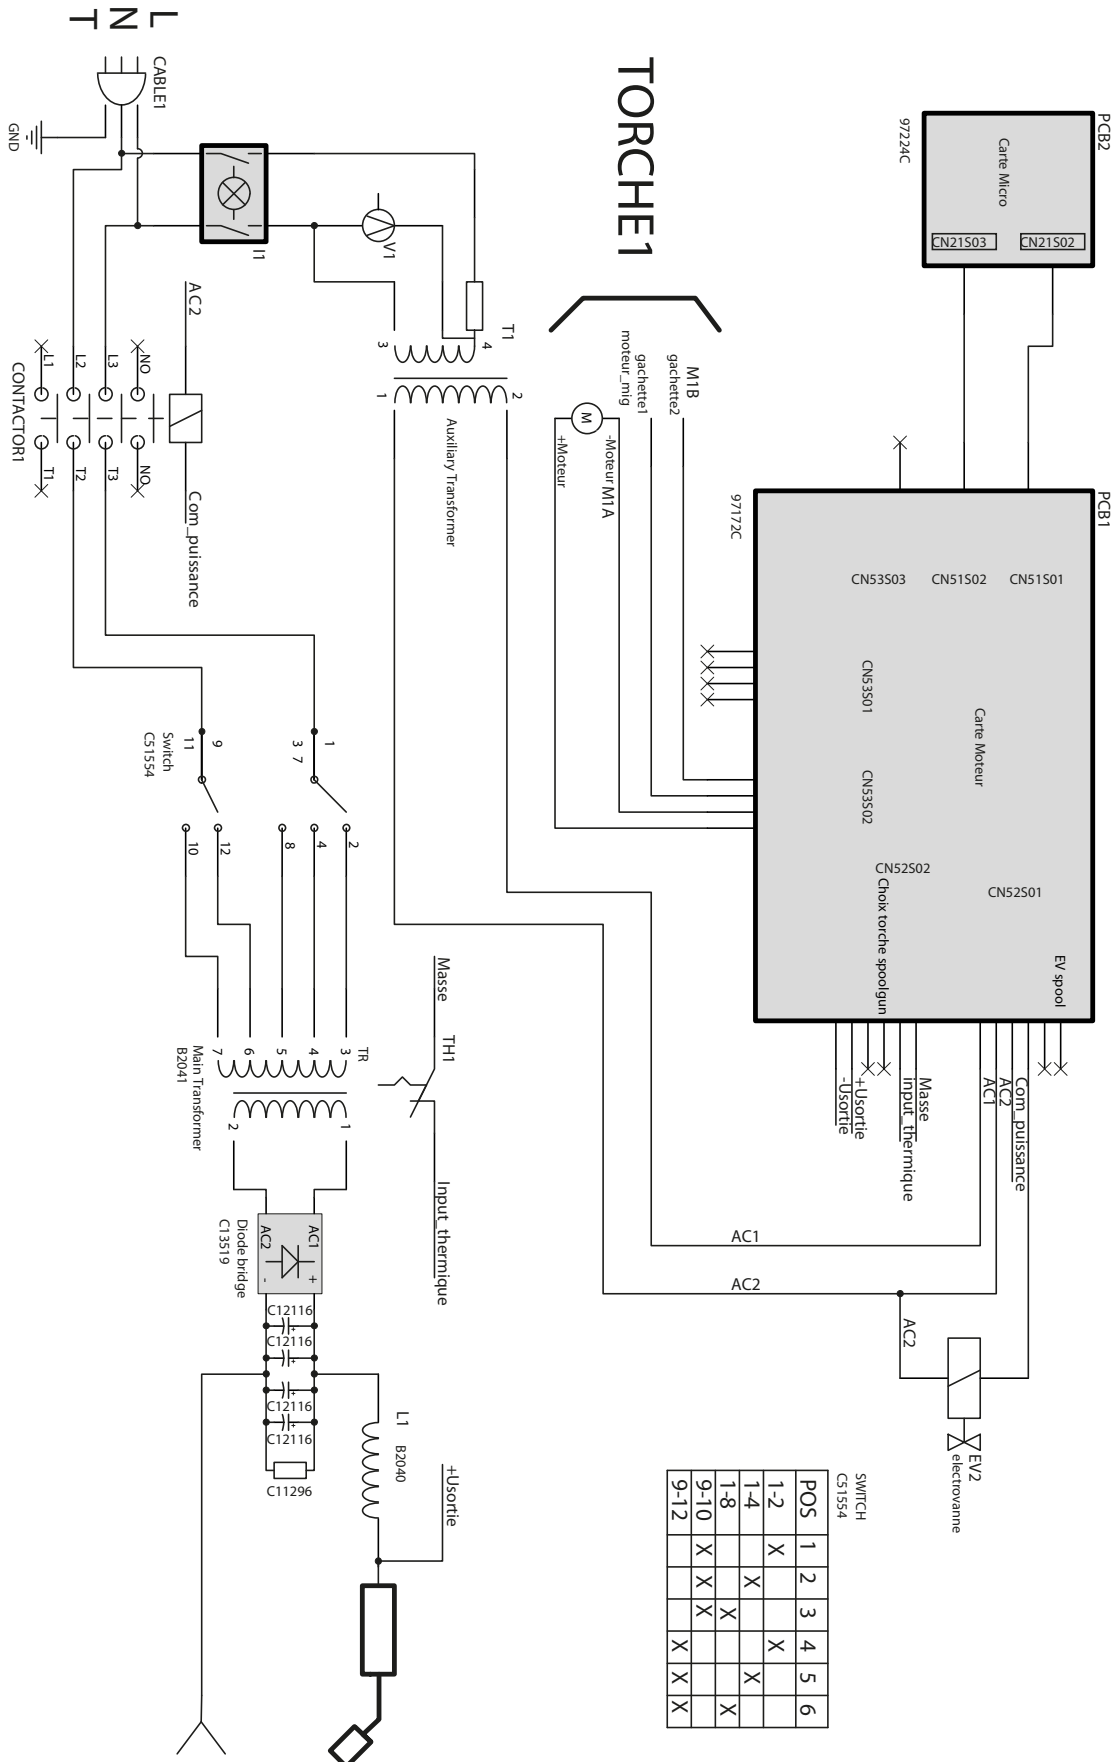 L
N
T
CABLE1
GND
I1
V1
AC2
L1
L2
L3
NO
CONTACTOR1
T1
T2
T3
NO
Com_puissance
T1
4
3
2
1
Auxiliary Transformer
TORCHE1
M1B
gachette2
gachette1
moteur_mig
M
-Moteur M1A
+Moteur
PCB2
Carte Micro
CN21S03
CN21S02
97224C
PCB1
97172C
CN53S03
CN51S02
CN51S01
CN53S01
Carte Moteur
CN53S02
CN52S02
CN52S01
Choix torche spoolgun
EV spool
Com_puissance
AC2
AC1
Masse
input_thermique
+Usortie
-Usortie
AC1
AC2
AC2
EV2
electrovanne
9
11
Switch
C51554
1
3 7
10
12
8
4
2
TR
3
4
5
6
7
Main Transformer
B2041
1
2
Masse
TH1
Input_thermique
AC1
AC2
+
-
Diode bridge
C13519
C12116
C12116
C12116
C12116
C11296
L1
B2040
+Usortie
SWITCH
C51554
POS 1 2 3 4 5 6
1-2 X X
1-4 X X
1-8 X X
9-10 X X X
9-12 X X X